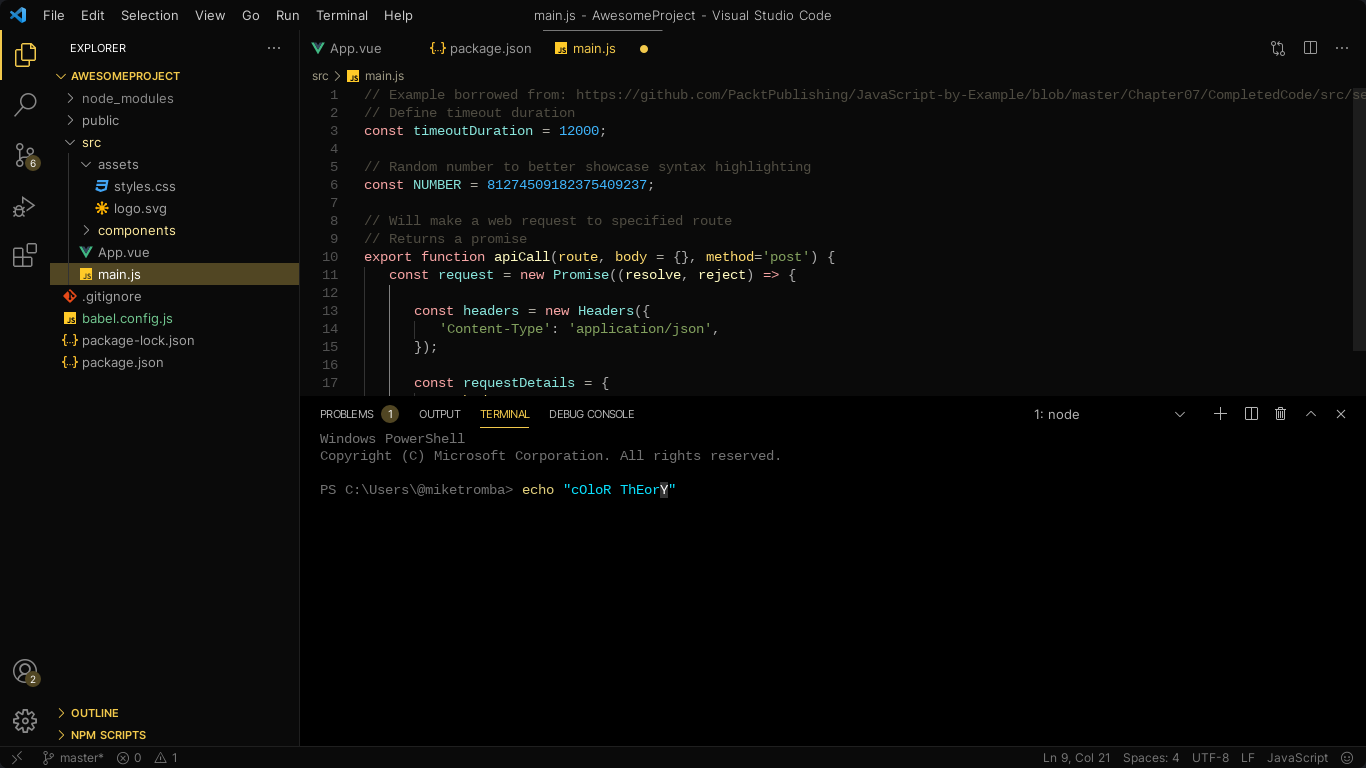 File Edit Selection View Go Run Terminal Help main.js - AwesomeProject - Visual Studio Code
EXPLORER
App.vue package.json main.js
AWESOMEPROJECT
node_modules
public
src
assets
styles.css
logo.svg
components
App.vue
main.js
.gitignore
babel.config.js
package-lock.json
package.json
6
2
OUTLINE
NPM SCRIPTS
src main.js
1 // Example borrowed from: https://github.com/PacktPublishing/JavaScript-by-Example/blob/master/Chapter07/CompletedCode/src/se
2 // Define timeout duration
3 const timeoutDuration = 12000;
4
5 // Random number to better showcase syntax highlighting
6 const NUMBER = 81274509182375409237;
7
8 // Will make a web request to specified route
9 // Returns a promise
10 export function apiCall(route, body = {}, method='post') {
11 const request = new Promise((resolve, reject) => {
12
13 const headers = new Headers({
14 'Content-Type': 'application/json',
15 });
16
17 const requestDetails = {
PROBLEMS 1 OUTPUT TERMINAL DEBUG CONSOLE 1: node
Windows PowerShell
Copyright (C) Microsoft Corporation. All rights reserved.
PS C:\Users\@miketromba> echo "cOloR ThEorY"
master* 0 1 Ln 9, Col 21 Spaces: 4 UTF-8 LF JavaScript